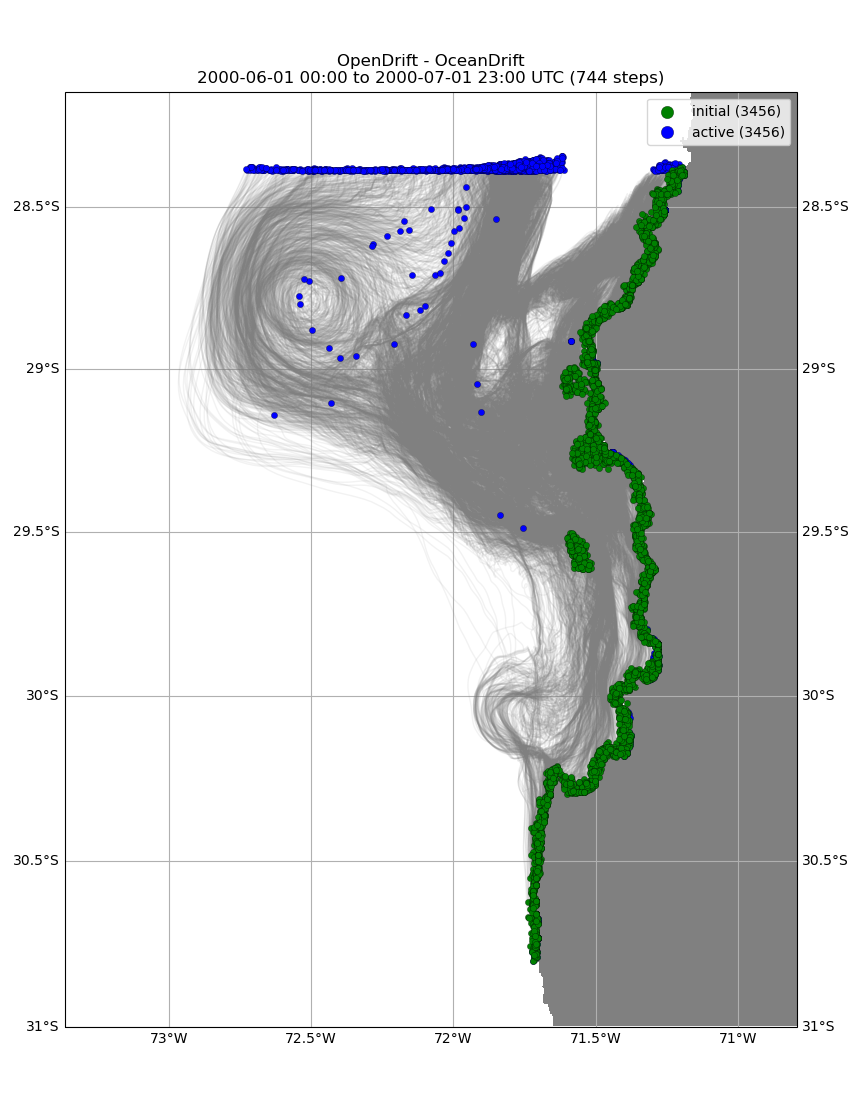 OpenDrift - OceanDrift
2000-06-01 00:00 to 2000-07-01 23:00 UTC (744 steps)
initial (3456)
active (3456)
28.5°S
28.5°S
29°S
29°S
29.5°S
29.5°S
30°S
30°S
30.5°S
30.5°S
31°S
31°S
73°W
72.5°W
72°W
71.5°W
71°W